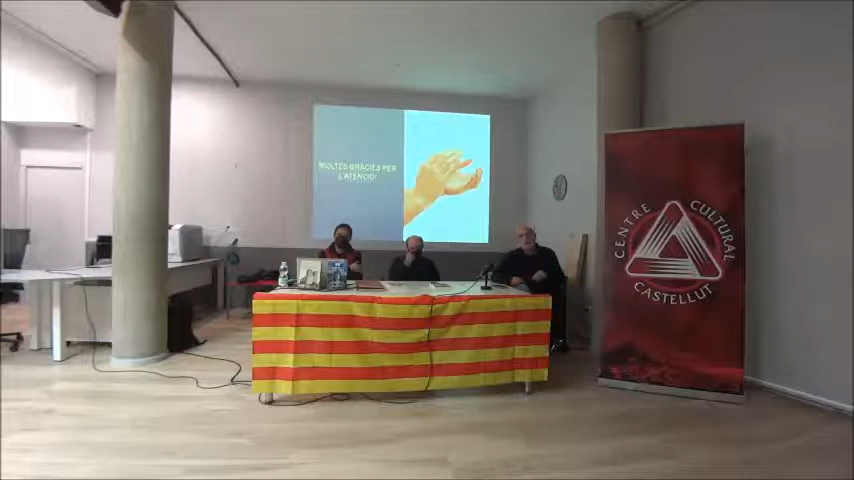 MOLTES GRÀCIES PER
L'ATENCIÓ!
CENTRE CULTURAL
CASTELLUT